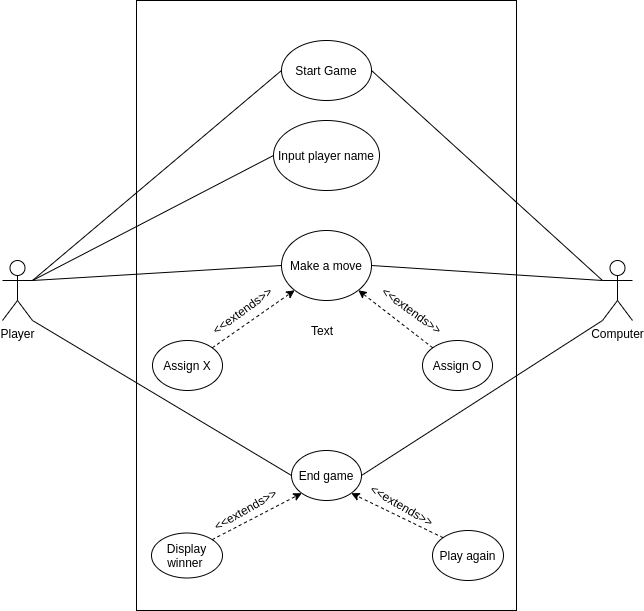 Start Game
Input player name
Make a move
Player
Computer
<<extends>>
<<extends>>
Text
Assign X
Assign O
End game
<<extends>>
<<extends>>
Display
winner
Play again